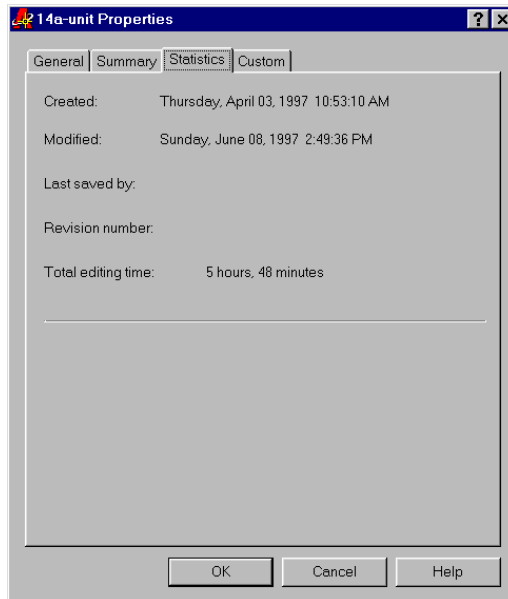 14a-unit Properties ? ×
General Summary Statistics Custom
Created: Thursday, April 03, 1997 10:53:10 AM
Modified: Sunday, June 08, 1997 2:49:36 PM
Last saved by:
Revision number:
Total editing time: 5 hours, 48 minutes
OK Cancel Help